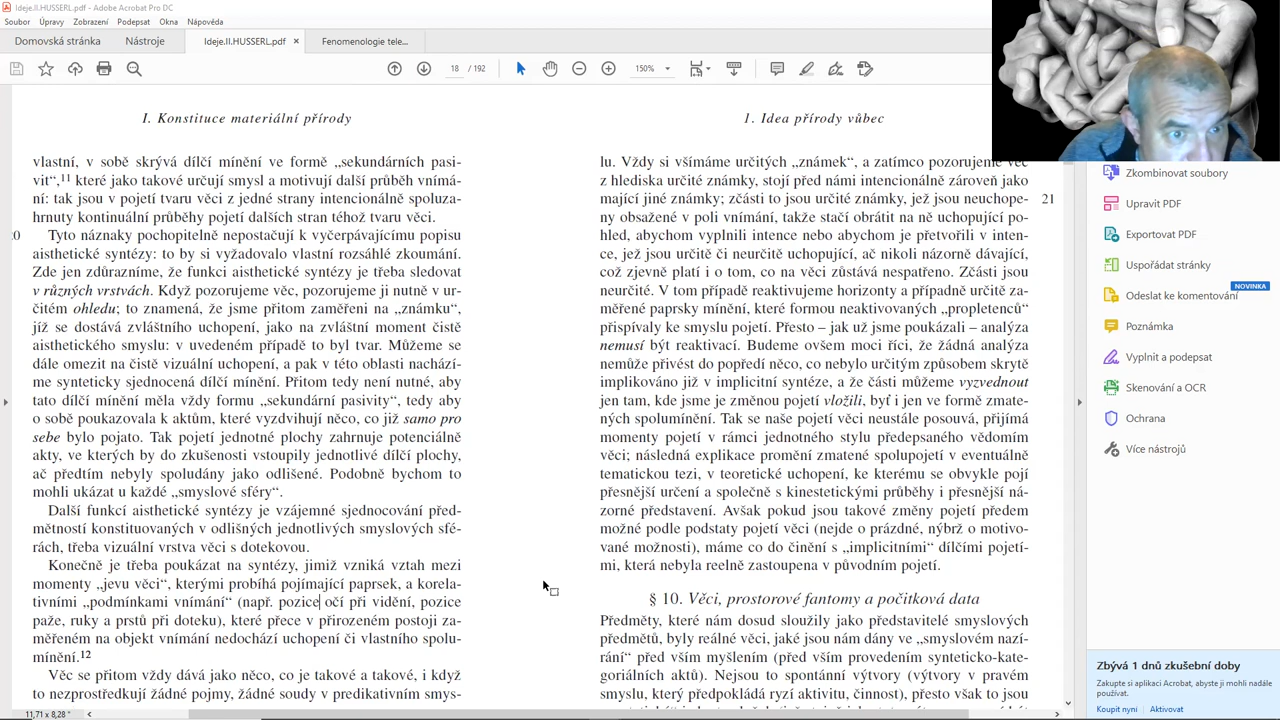 Ideje.II.HUSSERL.pdf - Adobe Acrobat Pro DC
Soubor Úpravy Zobrazení Podepsat Okna Nápověda
Domovská stránka Nástroje Ideje.II.HUSSERL.pdf × Fenomenologie tele...
18 / 192 150%
I. Konstituce materiální přírody
vlastní, v sobě skrývá dílčí mínění ve formě „sekundárních pasi-
vit“,11 které jako takové určují smysl a motivují další průběh vnímá-
ní: tak jsou v pojetí tvaru věci z jedné strany intencionálně spoluza-
hrnuty kontinuální průběhy pojetí dalších stran téhož tvaru věci.
20 Tyto náznaky pochopitelně nepostačují k vyčerpávajícímu popisu
aisthetické syntézy: to by si vyžadovalo vlastní rozsáhlé zkoumání.
Zde jen zdůrazníme, že funkci aisthetické syntézy je třeba sledovat
v různých vrstvách. Když pozorujeme věc, pozorujeme ji nutně v ur-
čitém ohledu; to znamená, že jsme přitom zaměřeni na „známku“,
jíž se dostává zvláštního uchopení, jako na zvláštní moment čistě
aisthetického smyslu: v uvedeném případě to byl tvar. Můžeme se
dále omezit na čistě vizuální uchopení, a pak v této oblasti nachází-
me synteticky sjednocená dílčí mínění. Přitom tedy není nutné, aby
tato dílčí mínění měla vždy formu „sekundární pasivity“, tedy aby
o sobě poukazovala k aktům, které vyzdvihují něco, co již samo pro
sebe bylo pojato. Tak pojetí jednotné plochy zahrnuje potenciálně
akty, ve kterých by do zkušenosti vstoupily jednotlivé dílčí plochy,
ač předtím nebyly spoludány jako odlišené. Podobně bychom to
mohli ukázat u každé „smyslové sféry“.
Další funkcí aisthetické syntézy je vzájemné sjednocování před-
mětností konstituovaných v odlišných jednotlivých smyslových sfé-
rách, třeba vizuální vrstva věci s dotekovou.
Konečně je třeba poukázat na syntézy, jimiž vzniká vztah mezi
momenty „jevu věci“, kterými probíhá pojímající paprsek, a korela-
tivními „podmínkami vnímání“ (např. pozice očí při vidění, pozice
paže, ruky a prstů při doteku), které přece v přirozeném postoji za-
měřeném na objekt vnímání nedochází uchopení či vlastního spolu-
mínění.12
Věc se přitom vždy dává jako něco, co je takové a takové, i když
to nezprostředkují žádné pojmy, žádné soudy v predikativním smys-
1. Idea přírody vůbec
lu. Vždy si všímáme určitých „známek“, a zatímco pozorujeme věc
z hlediska určité známky, stojí před námi intencionálně zároveň jako
mající jiné známky; zčásti to jsou určité známky, jež jsou neuchope- 21
ny obsažené v poli vnímání, takže stačí obrátit na ně uchopující po-
hled, abychom vyplnili intence nebo abychom je přetvořili v inten-
ce, jež jsou určitě či neurčitě uchopující, ač nikoli názorně dávající,
což zjevně platí i o tom, co na věci zůstává nespatřeno. Zčásti jsou
neurčité. V tom případě reaktivujeme horizonty a případně určitě za-
měřené paprsky mínění, které formou neaktivovaných „propletenců“
přispívaly ke smyslu pojetí. Přesto – jak už jsme poukázali – analýza
nemusí být reaktivací. Budeme ovšem moci říci, že žádná analýza
nemůže přivést do popředí něco, co nebylo určitým způsobem skrytě
implikováno již v implicitní syntéze, a že části můžeme vyzvednout
jen tam, kde jsme je změnou pojetí vložili, byť i jen ve formě zmate-
ných spolumínění. Tak se naše pojetí věci neustále posouvá, přijímá
momenty pojetí v rámci jednotného stylu předepsaného vědomím
věci; následná explikace promění zmatené spolupojetí v eventuálně
tematickou tezi, v teoretické uchopení, ke kterému se obvykle pojí
přesnější určení a společně s kinestetickými průběhy i přesnější ná-
zorné představení. Avšak pokud jsou takové změny pojetí předem
možné podle podstaty pojetí věci (nejde o prázdné, nýbrž o motivo-
vané možnosti), máme co do činění s „implicitními“ dílčími pojetí-
mi, která nebyla reelně zastoupena v původním pojetí.
§ 10. Věci, prostorové fantomy a počitková data
Předměty, které nám dosud sloužily jako představitelé smyslových
předmětů, byly reálné věci, jaké jsou nám dány ve „smyslovém nazí-
rání“ před vším myšlením (před vším provedením synteticko-kate-
goriálních aktů). Nejsou to spontánní výtvory (výtvory v pravém
smyslu, který předpokládá ryzí aktivitu, činnost), přesto však to jsou
Zkombinovat soubory
Upravit PDF
Exportovat PDF
Uspořádat stránky
NOVINKA
Odeslat ke komentování
Poznámka
Vyplnit a podepsat
Skenování a OCR
Ochrana
Více nástrojů
Zbývá 1 dnů zkušební doby
Zakupte si aplikaci Acrobat, abyste ji mohli nadále
používat.
Koupit nyní Aktivovat
11,71 x 8,28"